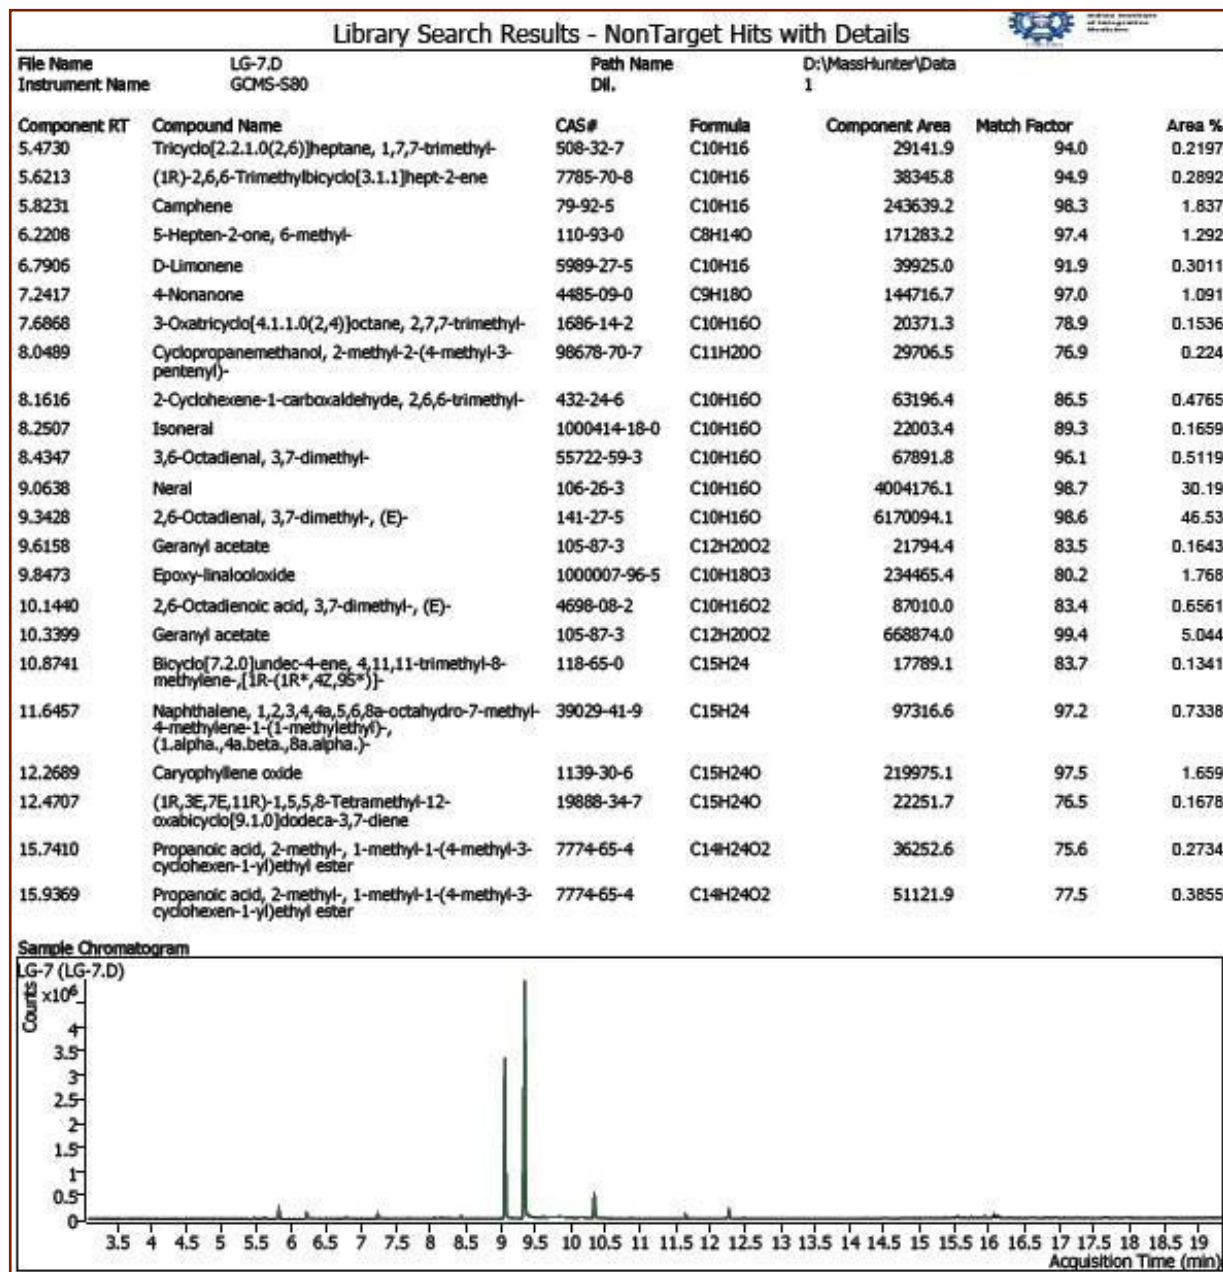 Library Search Results - NonTarget Hits with Details
File Name LG-7.D Path Name D:\MassHunter\Data
Instrument Name GCMS-S80 Dil. 1
Component RT Compound Name CAS# Formula Component Area Match Factor Area %
5.4730 Tricyclo[2.2.1.0(2,6)]heptane, 1,7,7-trimethyl- 508-32-7 C10H16 29141.9 94.0 0.2197
5.6213 (1R)-2,6,6-Trimethylbicyclo[3.1.1]hept-2-ene 7785-70-8 C10H16 38345.8 94.9 0.2892
5.8231 Camphene 79-92-5 C10H16 243639.2 98.3 1.837
6.2208 5-Hepten-2-one, 6-methyl- 110-93-0 C8H14O 171283.2 97.4 1.292
6.7906 D-Limonene 5989-27-5 C10H16 39925.0 91.9 0.3011
7.2417 4-Nonanone 4485-09-0 C9H18O 144716.7 97.0 1.091
7.6868 3-Oxatricyclo[4.1.1.0(2,4)]octane, 2,7,7-trimethyl- 1686-14-2 C10H16O 20371.3 78.9 0.1536
8.0489 Cyclopropanemethanol, 2-methyl-2-(4-methyl-3- 98678-70-7 C11H20O 29706.5 76.9 0.224
pentenyl)-
8.1616 2-Cyclohexene-1-carboxaldehyde, 2,6,6-trimethyl- 432-24-6 C10H16O 63196.4 86.5 0.4765
8.2507 Isoneral 1000414-18-0 C10H16O 22003.4 89.3 0.1659
8.4347 3,6-Octadienal, 3,7-dimethyl- 55722-59-3 C10H16O 67891.8 96.1 0.5119
9.0638 Neral 106-26-3 C10H16O 4004176.1 98.7 30.19
9.3428 2,6-Octadienal, 3,7-dimethyl-, (E)- 141-27-5 C10H16O 6170094.1 98.6 46.53
9.6158 Geranyl acetate 105-87-3 C12H20O2 21794.4 83.5 0.1643
9.8473 Epoxy-linalooloxide 1000007-96-5 C10H18O3 234465.4 80.2 1.768
10.1440 2,6-Octadienoic acid, 3,7-dimethyl-, (E)- 4698-08-2 C10H16O2 87010.0 83.4 0.6561
10.3399 Geranyl acetate 105-87-3 C12H20O2 668874.0 99.4 5.044
10.8741 Bicyclo[7.2.0]undec-4-ene, 4,11,11-trimethyl-8- 118-65-0 C15H24 17789.1 83.7 0.1341
methylene-,[1R-(1R*,4Z,9S*)]-
11.6457 Naphthalene, 1,2,3,4,4a,5,6,8a-octahydro-7-methyl- 39029-41-9 C15H24 97316.6 97.2 0.7338
4-methylene-1-(1-methylethyl)-,
(1.alpha.,4a.beta.,8a.alpha.)-
12.2689 Caryophyllene oxide 1139-30-6 C15H24O 219975.1 97.5 1.659
12.4707 (1R,3E,7E,11R)-1,5,5,8-Tetramethyl-12- 19888-34-7 C15H24O 22251.7 76.5 0.1678
oxabicyclo[9.1.0]dodeca-3,7-diene
15.7410 Propanoic acid, 2-methyl-, 1-methyl-1-(4-methyl-3- 7774-65-4 C14H24O2 36252.6 75.6 0.2734
cyclohexen-1-yl)ethyl ester
15.9369 Propanoic acid, 2-methyl-, 1-methyl-1-(4-methyl-3- 7774-65-4 C14H24O2 51121.9 77.5 0.3855
cyclohexen-1-yl)ethyl ester
Sample Chromatogram
LG-7 (LG-7.D)
Counts x10⁶
4
3.5
3
2.5
2
1.5
1
0.5
0
3.5 4 4.5 5 5.5 6 6.5 7 7.5 8 8.5 9 9.5 10 10.5 11 11.5 12 12.5 13 13.5 14 14.5 15 15.5 16 16.5 17 17.5 18 18.5 19
Acquisition Time (min)